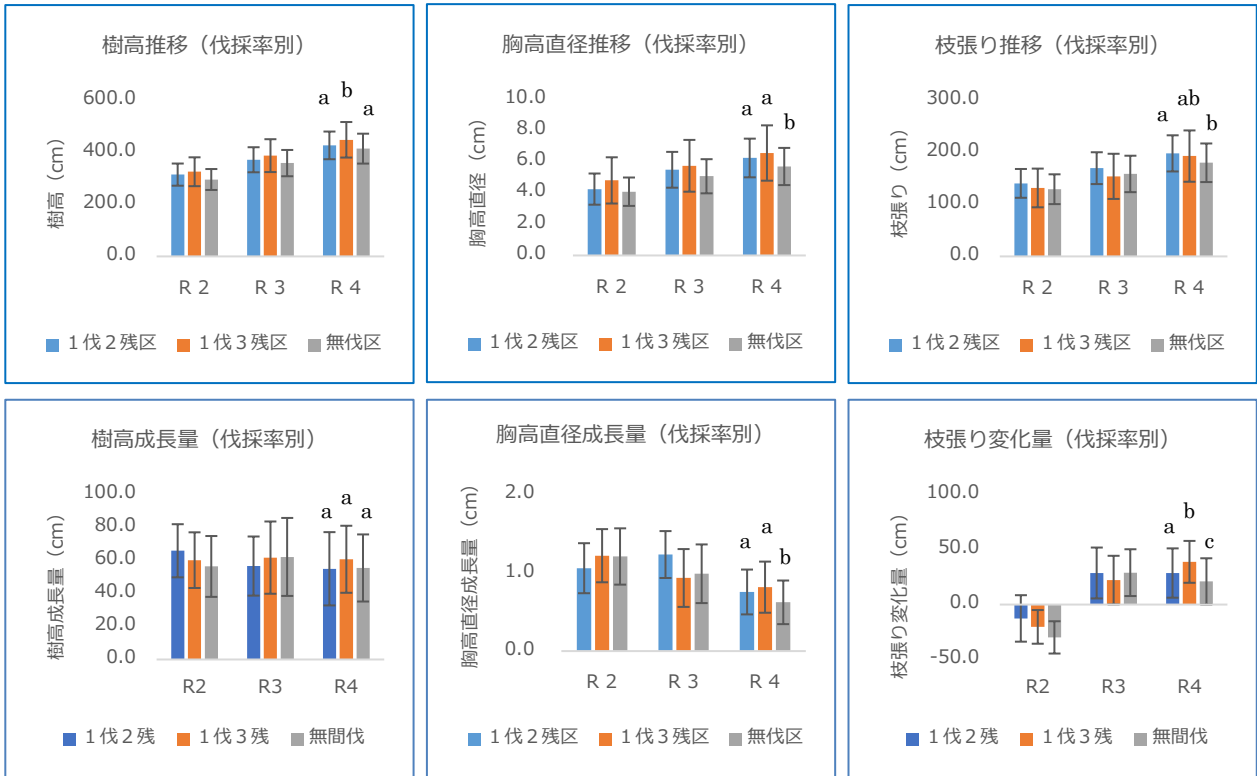 樹高推移（伐採率別）
600.0
400.0
200.0
0.0
樹高（cm）
a b a
R 2 R 3 R 4
１伐２残区 １伐３残区 無伐区
胸高直径推移（伐採率別）
10.0
8.0
6.0
4.0
2.0
0.0
胸高直径（cm）
a a b
R 2 R 3 R 4
１伐２残区 １伐３残区 無伐区
枝張り推移（伐採率別）
300.0
200.0
100.0
0.0
枝張り（cm）
a ab b
R 2 R 3 R 4
１伐２残区 １伐３残区 無伐区
樹高成長量（伐採率別）
100.0
80.0
60.0
40.0
20.0
0.0
樹高成長量（cm）
a a a
R2 R3 R4
１伐２残 １伐３残 無間伐
胸高直径成長量（伐採率別）
2.0
1.0
0.0
胸高直径成長量（cm）
a a b
R 2 R 3 R 4
１伐２残区 １伐３残区 無伐区
枝張り変化量（伐採率別）
100.0
50.0
0.0
-50.0
枝張り変化量（cm）
a b c
R2 R3 R4
１伐２残 １伐３残 無間伐